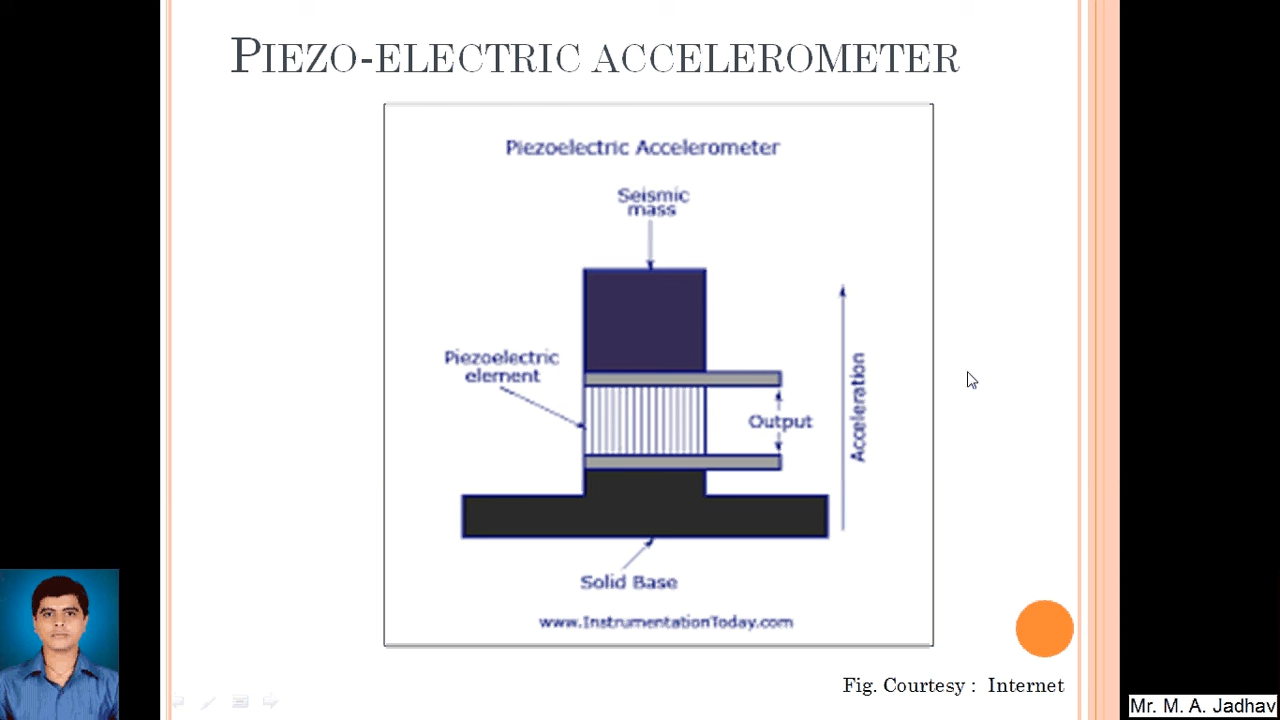 PIEZO-ELECTRIC ACCELEROMETER
Piezoelectric Accelerometer
Seismic
mass
Piezoelectric
element
Output
Acceleration
Solid Base
www.InstrumentationToday.com
Fig. Courtesy : Internet
Mr. M. A. Jadhav